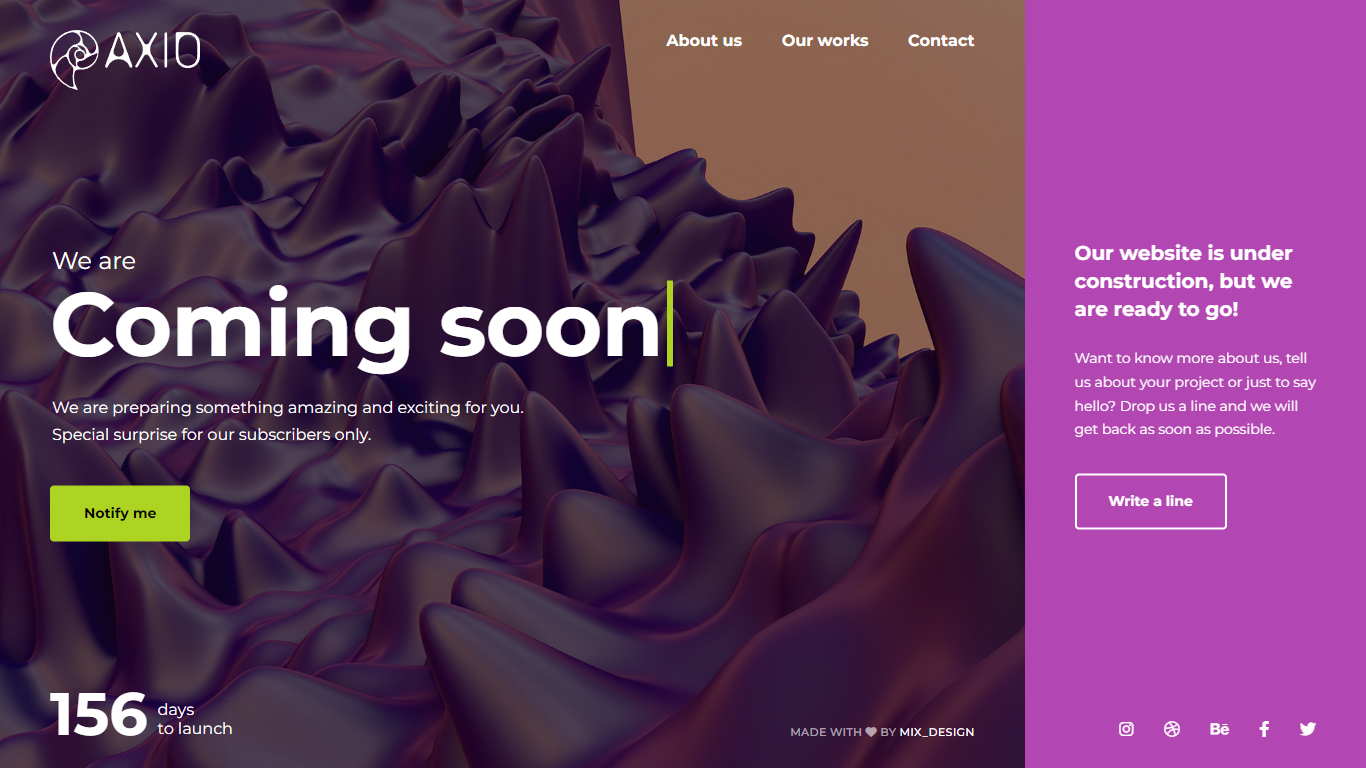 AXIO
About us
Our works
Contact
We are
Coming soon
We are preparing something amazing and exciting for you.
Special surprise for our subscribers only.
Notify me
156 days
to launch
MADE WITH BY MIX_DESIGN
Our website is under
construction, but we
are ready to go!
Want to know more about us, tell
us about your project or just to say
hello? Drop us a line and we will
get back as soon as possible.
Write a line
Bē